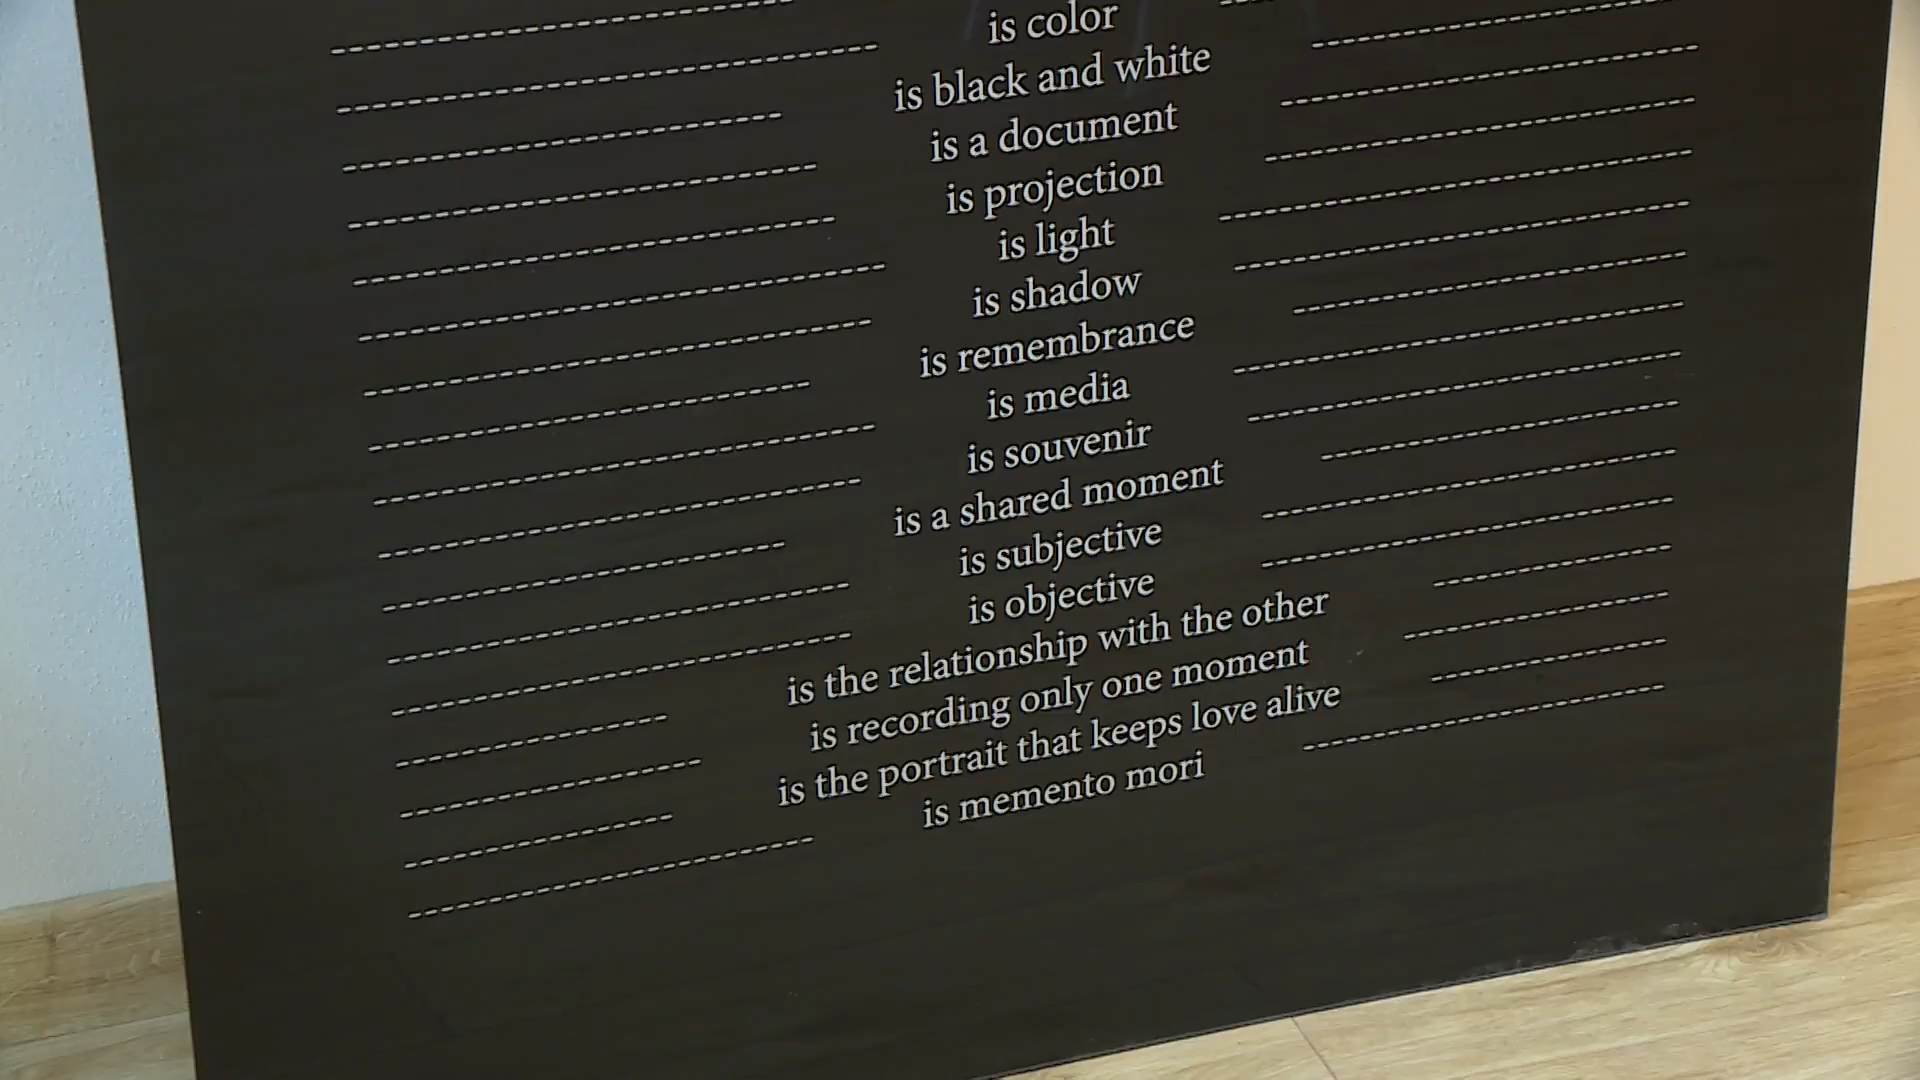 is color
is black and white
is a document
is projection
is light
is shadow
is remembrance
is media
is souvenir
is a shared moment
is subjective
is objective
is the relationship with the other
is recording only one moment
is the portrait that keeps love alive
is memento mori